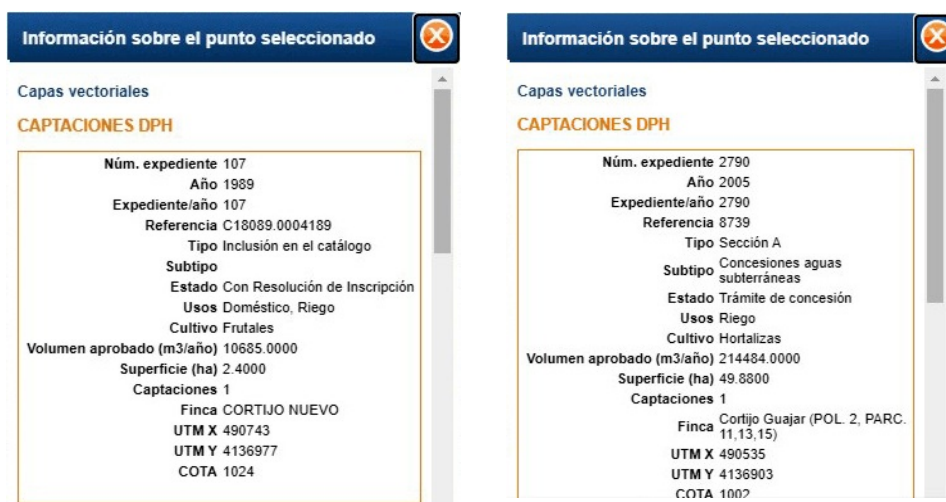 Información sobre el punto seleccionado
Capas vectoriales
CAPTACIONES DPH
Núm. expediente 107
Año 1989
Expediente/año 107
Referencia C18089.0004189
Tipo Inclusión en el catálogo
Subtipo
Estado Con Resolución de Inscripción
Usos Doméstico, Riego
Cultivo Frutales
Volumen aprobado (m3/año) 10685.0000
Superficie (ha) 2.4000
Captaciones 1
Finca CORTIJO NUEVO
UTM X 490743
UTM Y 4136977
COTA 1024
Información sobre el punto seleccionado
Capas vectoriales
CAPTACIONES DPH
Núm. expediente 2790
Año 2005
Expediente/año 2790
Referencia 8739
Tipo Sección A
Subtipo Concesiones aguas
subterráneas
Estado Trámite de concesión
Usos Riego
Cultivo Hortalizas
Volumen aprobado (m3/año) 214484.0000
Superficie (ha) 49.8800
Captaciones 1
Finca Cortijo Guajar (POL. 2, PARC.
11,13,15)
UTM X 490535
UTM Y 4136903
COTA 1002